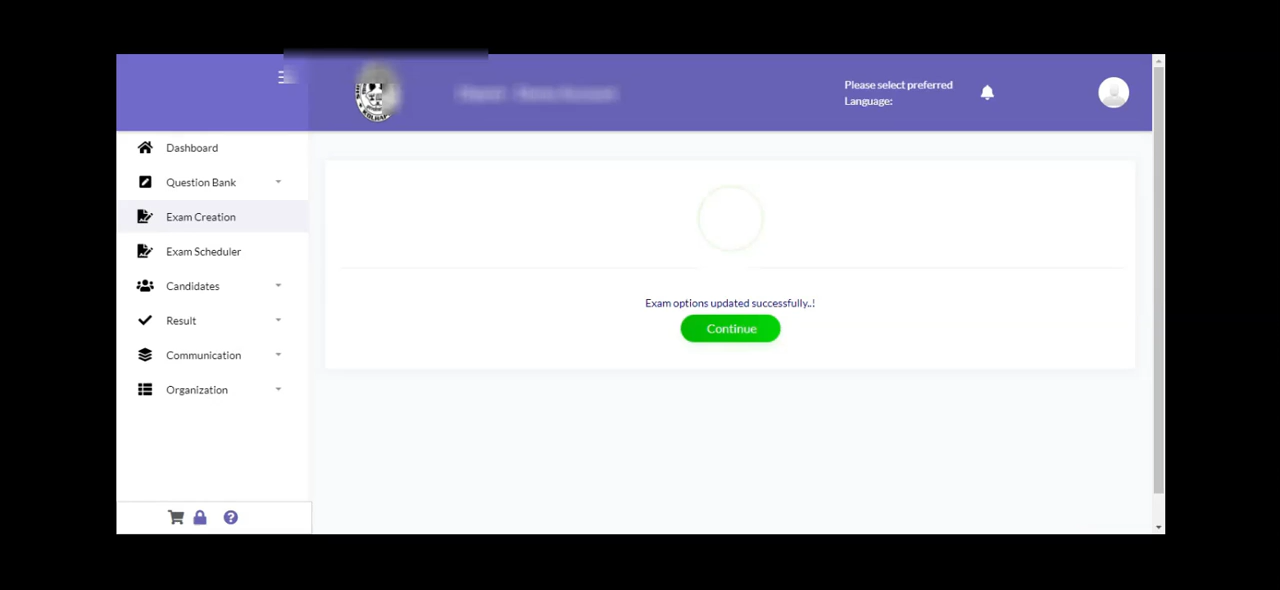 Please select preferred
Language:
Dashboard
Question Bank
Exam Creation
Exam Scheduler
Candidates
Result
Communication
Organization
Exam options updated successfully..!
Continue